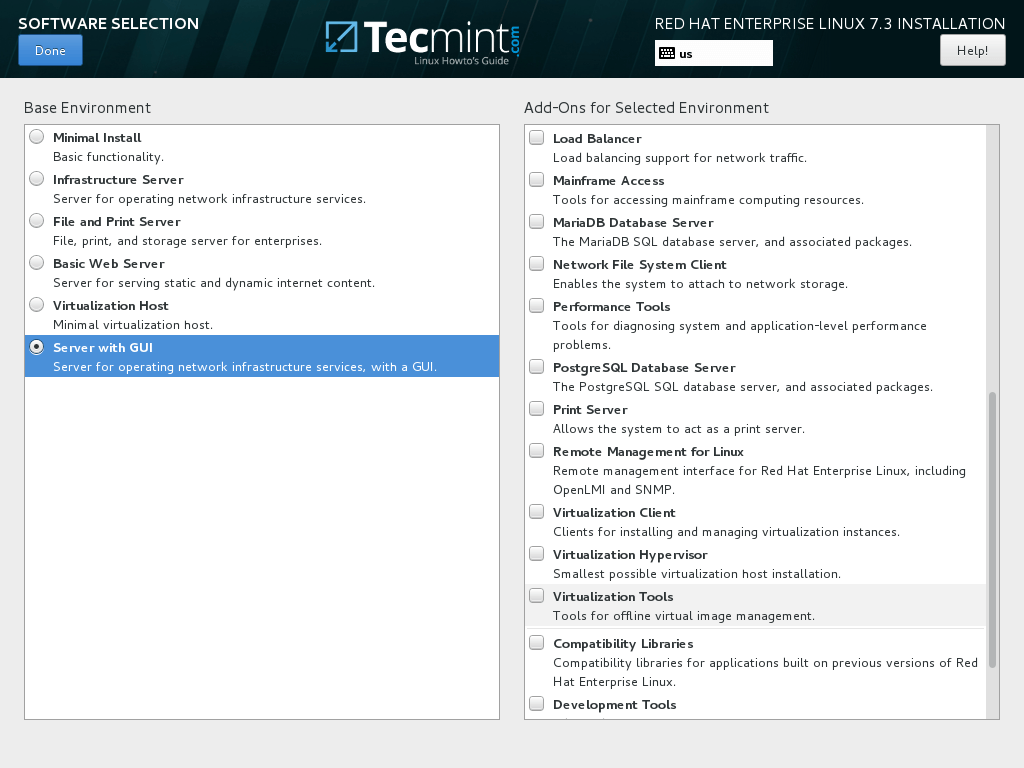 SOFTWARE SELECTION
Done
Tecmint.com
Linux Howto's Guide
RED HAT ENTERPRISE LINUX 7.3 INSTALLATION
us
Help!
Base Environment
Minimal Install
Basic functionality.
Infrastructure Server
Server for operating network infrastructure services.
File and Print Server
File, print, and storage server for enterprises.
Basic Web Server
Server for serving static and dynamic internet content.
Virtualization Host
Minimal virtualization host.
Server with GUI
Server for operating network infrastructure services, with a GUI.
Add-Ons for Selected Environment
Load Balancer
Load balancing support for network traffic.
Mainframe Access
Tools for accessing mainframe computing resources.
MariaDB Database Server
The MariaDB SQL database server, and associated packages.
Network File System Client
Enables the system to attach to network storage.
Performance Tools
Tools for diagnosing system and application-level performance
problems.
PostgreSQL Database Server
The PostgreSQL SQL database server, and associated packages.
Print Server
Allows the system to act as a print server.
Remote Management for Linux
Remote management interface for Red Hat Enterprise Linux, including
OpenLMI and SNMP.
Virtualization Client
Clients for installing and managing virtualization instances.
Virtualization Hypervisor
Smallest possible virtualization host installation.
Virtualization Tools
Tools for offline virtual image management.
Compatibility Libraries
Compatibility libraries for applications built on previous versions of Red
Hat Enterprise Linux.
Development Tools